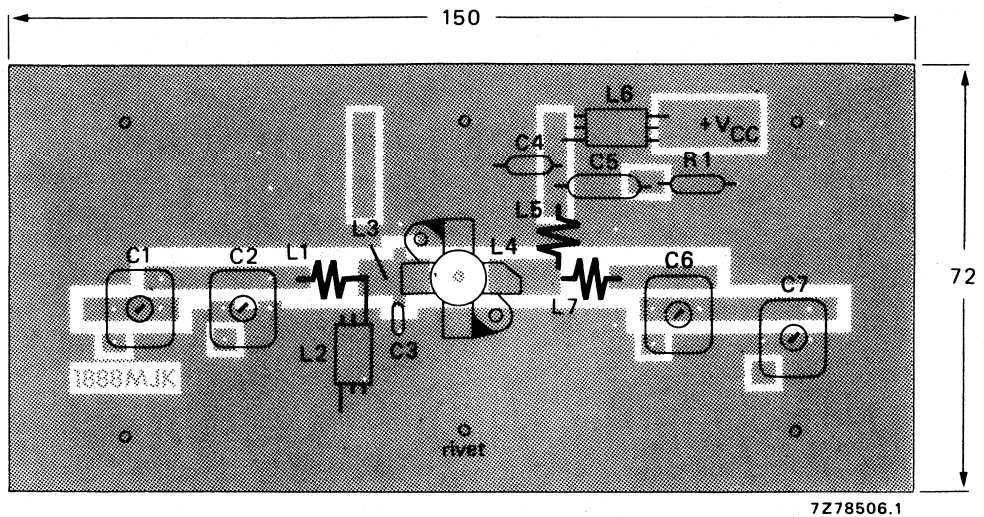 150
L6
+VCC
C4
C5
R1
L5
L3
L4
C1
C2
L1
C6
C7
72
L7
L2
C3
1888MJK
rivet
7Z78506.1